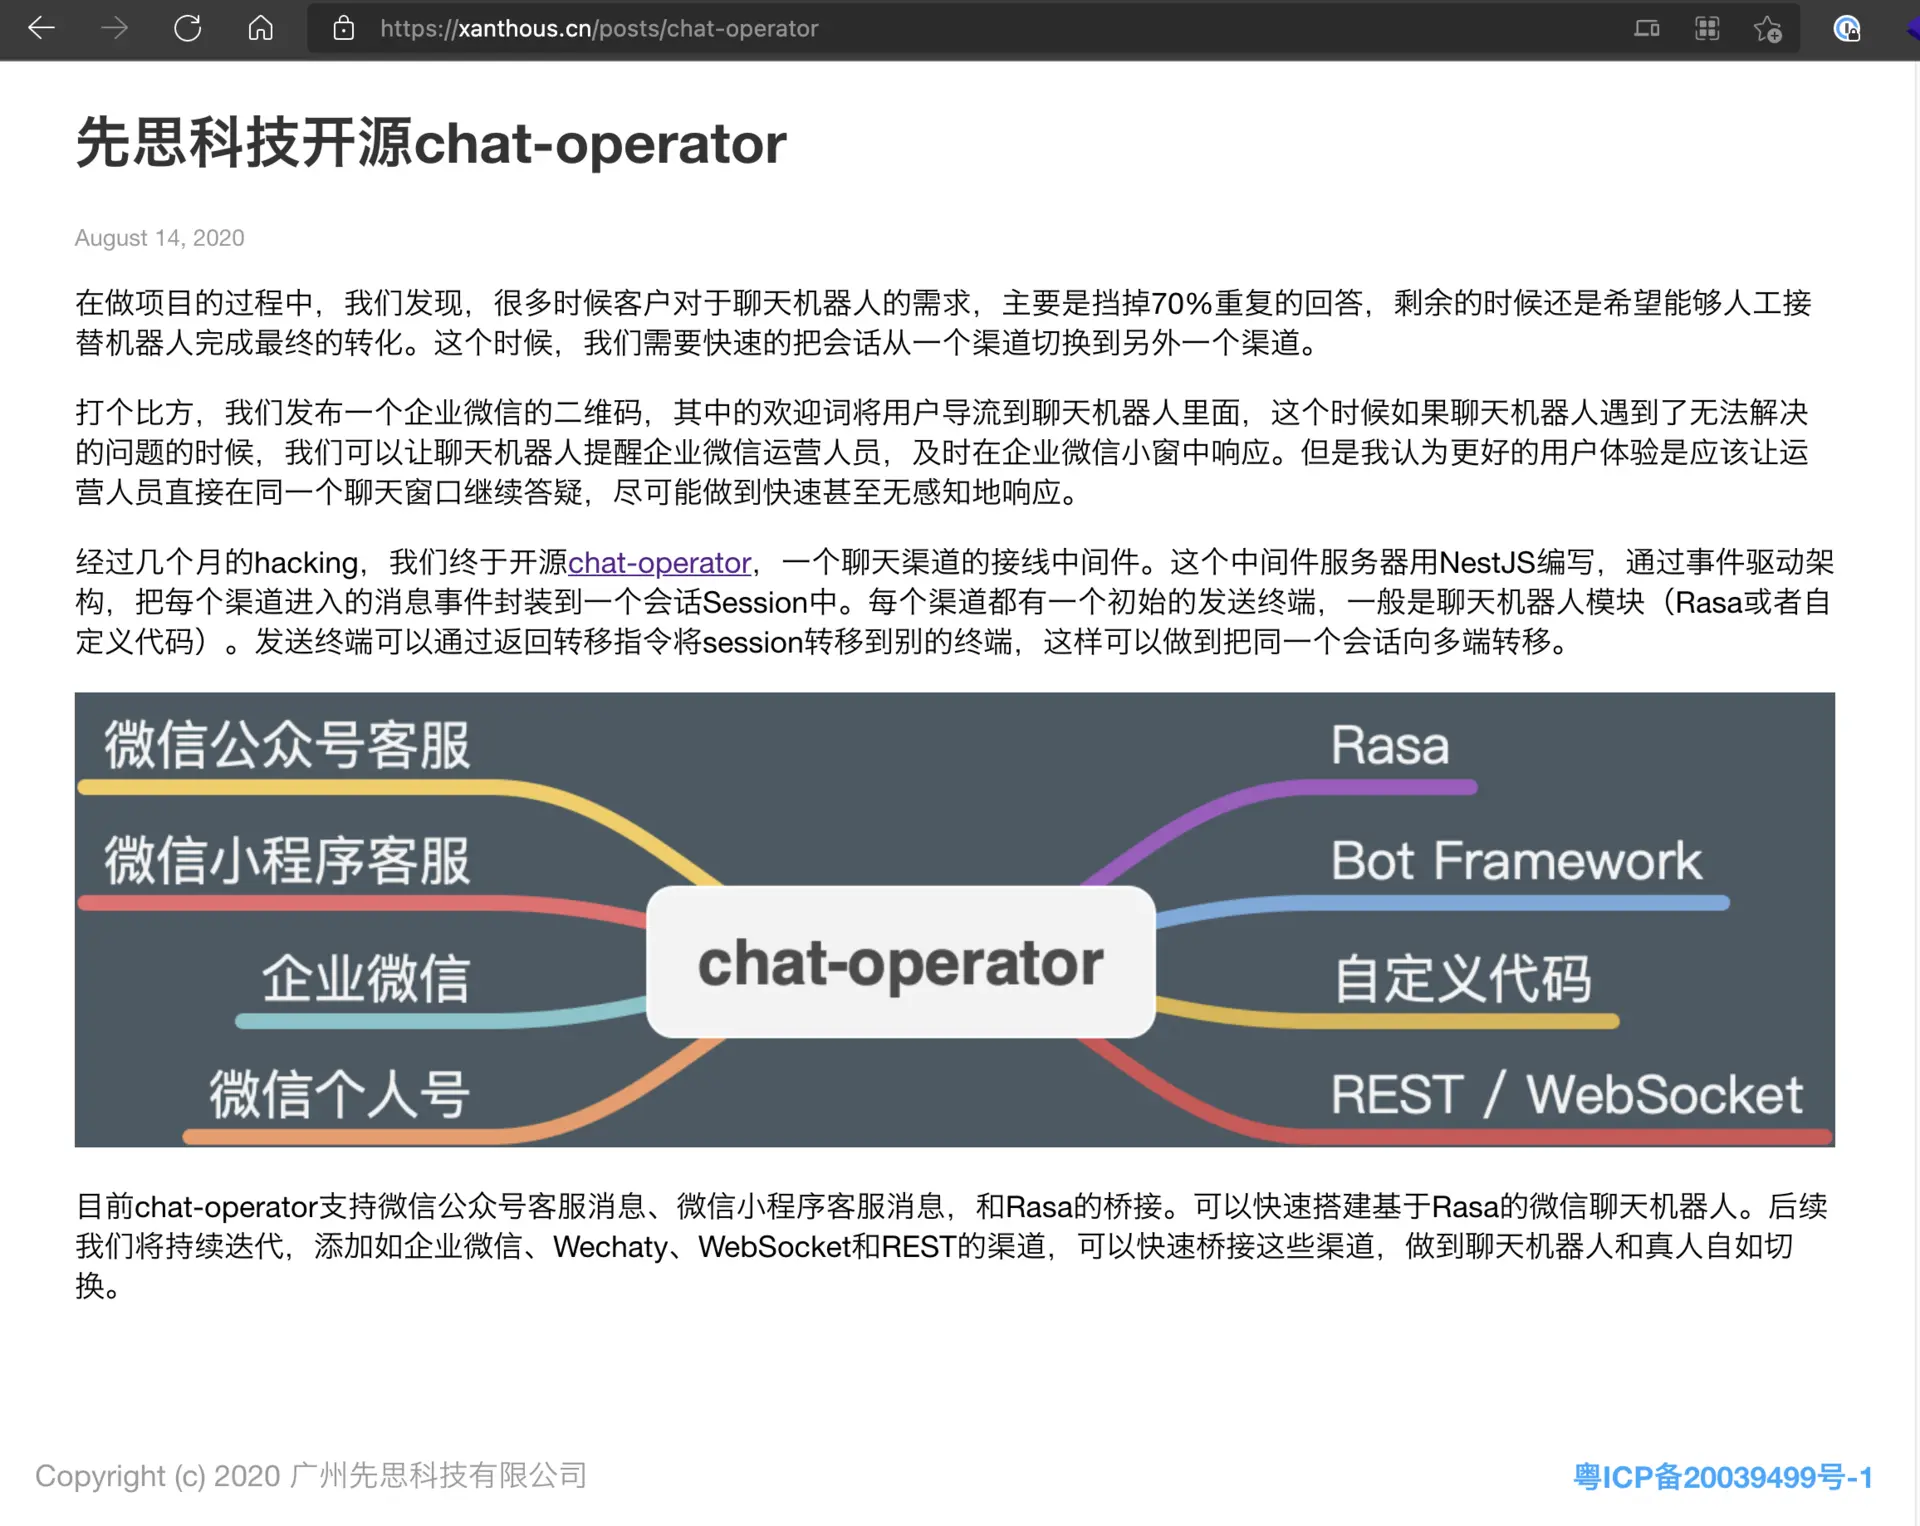 https://xanthous.cn/posts/chat-operator
先思科技开源chat-operator
August 14, 2020
在做项目的过程中，我们发现，很多时候客户对于聊天机器人的需求，主要是挡掉70%重复的回答，剩余的时候还是希望能够人工接
替机器人完成最终的转化。这个时候，我们需要快速的把会话从一个渠道切换到另外一个渠道。
打个比方，我们发布一个企业微信的二维码，其中的欢迎词将用户导流到聊天机器人里面，这个时候如果聊天机器人遇到了无法解决
的问题的时候，我们可以让聊天机器人提醒企业微信运营人员，及时在企业微信小窗中响应。但是我认为更好的用户体验是应该让运
营人员直接在同一个聊天窗口继续答疑，尽可能做到快速甚至无感知地响应。
经过几个月的hacking，我们终于开源chat-operator，一个聊天渠道的接线中间件。这个中间件服务器用NestJS编写，通过事件驱动架
构，把每个渠道进入的消息事件封装到一个会话Session中。每个渠道都有一个初始的发送终端，一般是聊天机器人模块（Rasa或者自
定义代码）。发送终端可以通过返回转移指令将session转移到别的终端，这样可以做到把同一个会话向多端转移。
微信公众号客服
微信小程序客服
企业微信
微信个人号
chat-operator
Rasa
Bot Framework
自定义代码
REST / WebSocket
目前chat-operator支持微信公众号客服消息、微信小程序客服消息，和Rasa的桥接。可以快速搭建基于Rasa的微信聊天机器人。后续
我们将持续迭代，添加如企业微信、Wechaty、WebSocket和REST的渠道，可以快速桥接这些渠道，做到聊天机器人和真人自如切
换。
Copyright (c) 2020 广州先思科技有限公司
粤ICP备20039499号-1